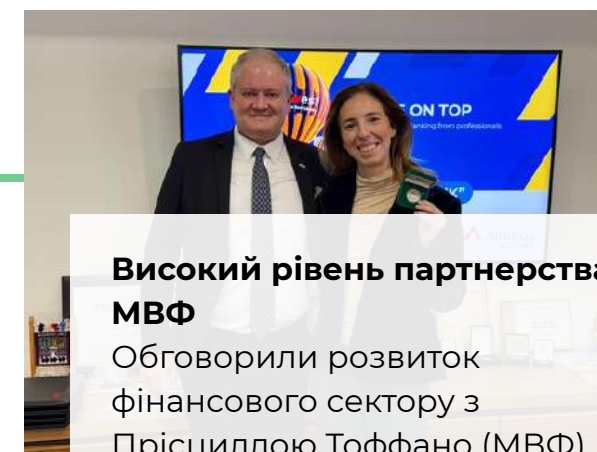 ON TOP
Високий рівень партнерства
МВФ
Обговорили розвиток
фінансового сектору з
Прісциллою Тоффано (МВФ)